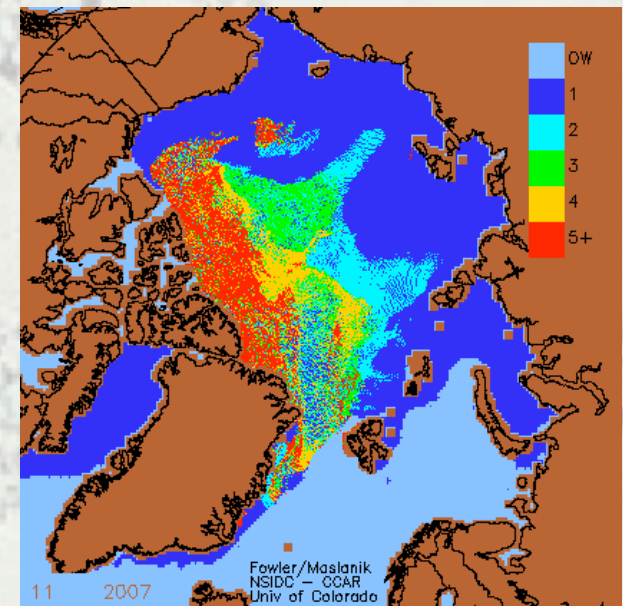 OW
1
2
3
4
5+
Fowler/Maslanik
NSIDC - CCAR
Univ of Colorado
11 2007